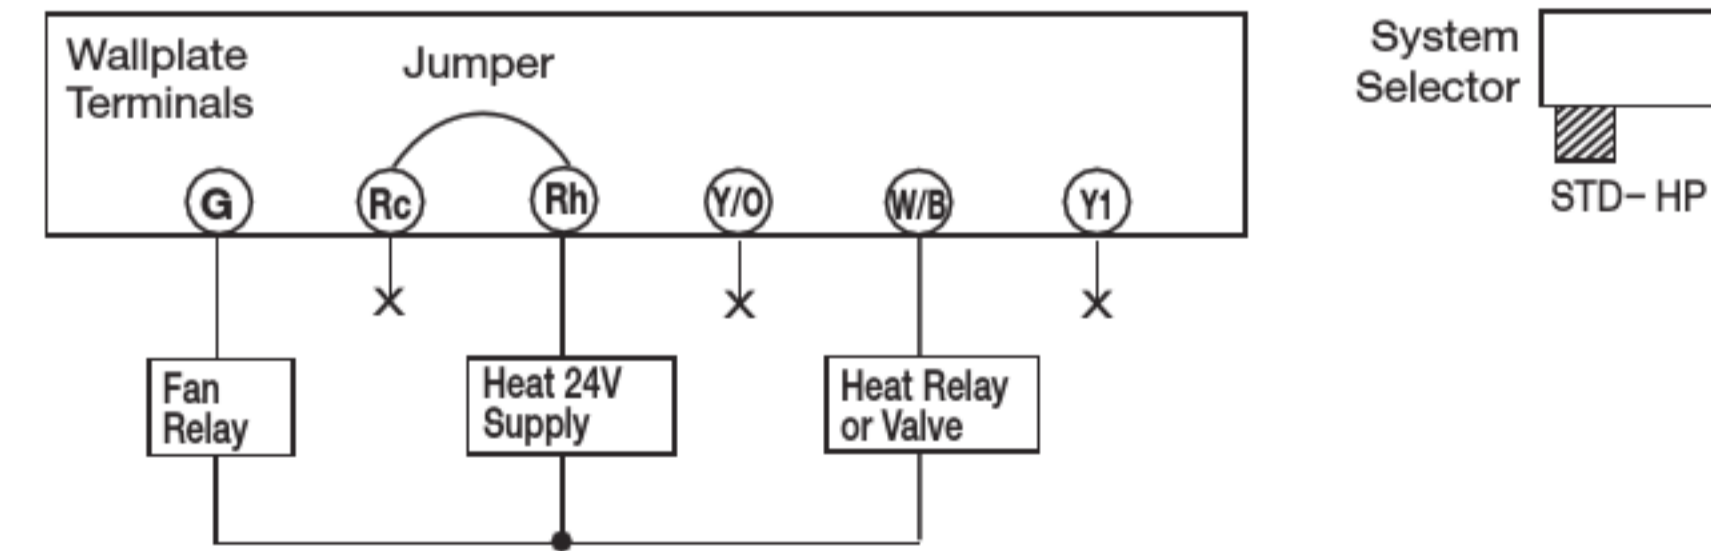 Wallplate
Terminals
Jumper
System
Selector
G
Rc
Rh
Y/O
W/B
Y1
STD– HP
X
X
X
Fan
Relay
Heat 24V
Supply
Heat Relay
or Valve